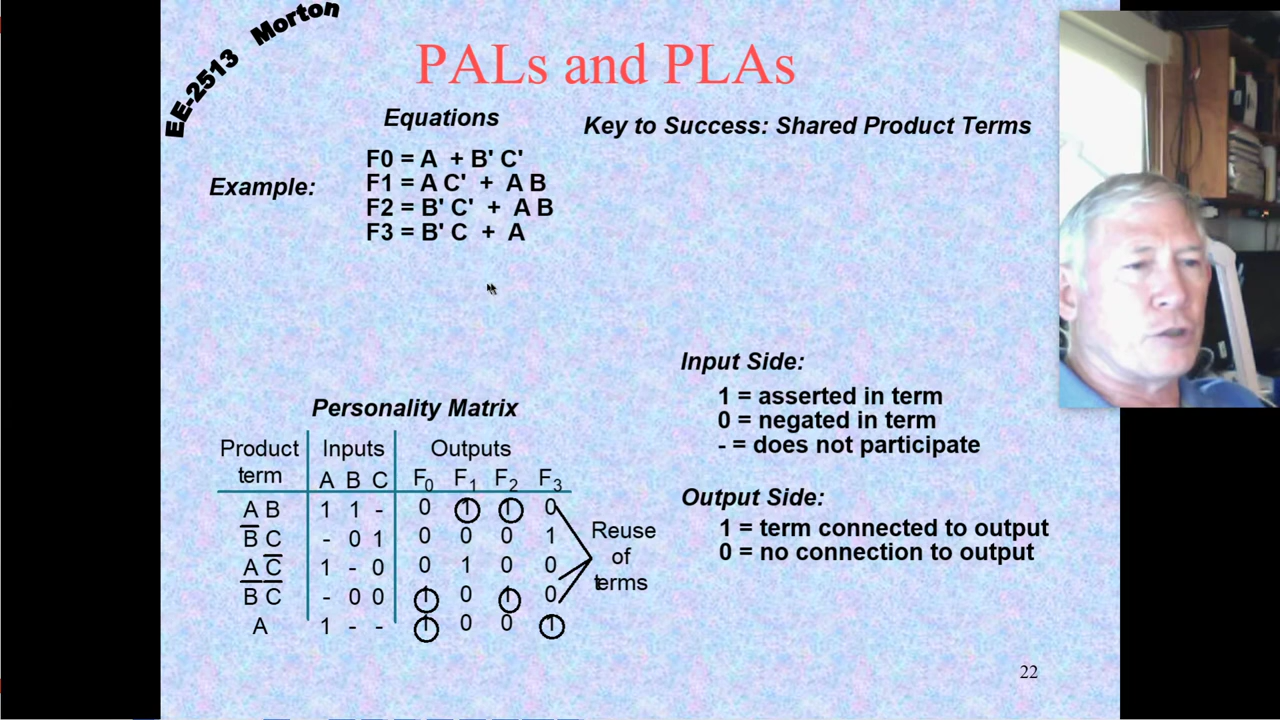 EE-2513 Morton
PALs and PLAs
Equations
Key to Success: Shared Product Terms
Example:
F0 = A + B' C'
F1 = A C' + A B
F2 = B' C' + A B
F3 = B' C + A
Input Side:
1 = asserted in term
0 = negated in term
- = does not participate
Personality Matrix
Product term Inputs Outputs
A B C F0 F1 F2 F3
A B 1 1 - 0 1 1 0
B̅ C - 0 1 0 0 0 1
A C̅ 1 - 0 0 1 0 0
B̅ C̅ - 0 0 1 0 1 0
A 1 - - 1 0 0 1
Reuse
of
terms
Output Side:
1 = term connected to output
0 = no connection to output
22